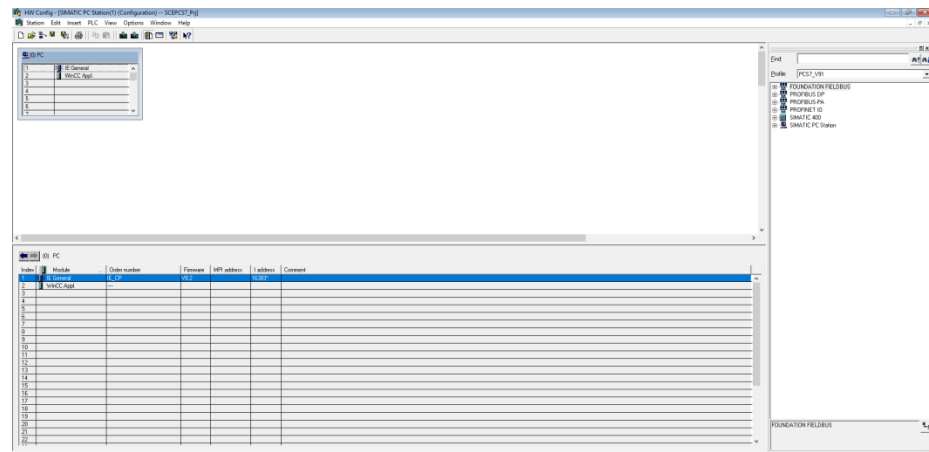 HW Config - [SIMATIC PC Station(1) (Configuration) -- SCEPCS7_Prj]
Station Edit Insert PLC View Options Window Help
(0) PC
1 IE General
2 WinCC Appl.
3
4
5
6
7
Find
Profile: PCS7_V91
FOUNDATION FIELDBUS
PROFIBUS DP
PROFIBUS-PA
PROFINET IO
SIMATIC 400
SIMATIC PC Station
(0) PC
Index Module ... Order number Firmware MPI address I address Comment
1 IE General IE_CP V8.2 16383*
2 WinCC Appl. ---
3
4
5
6
7
8
9
10
11
12
13
14
15
16
17
18
19
20
21
22
FOUNDATION FIELDBUS